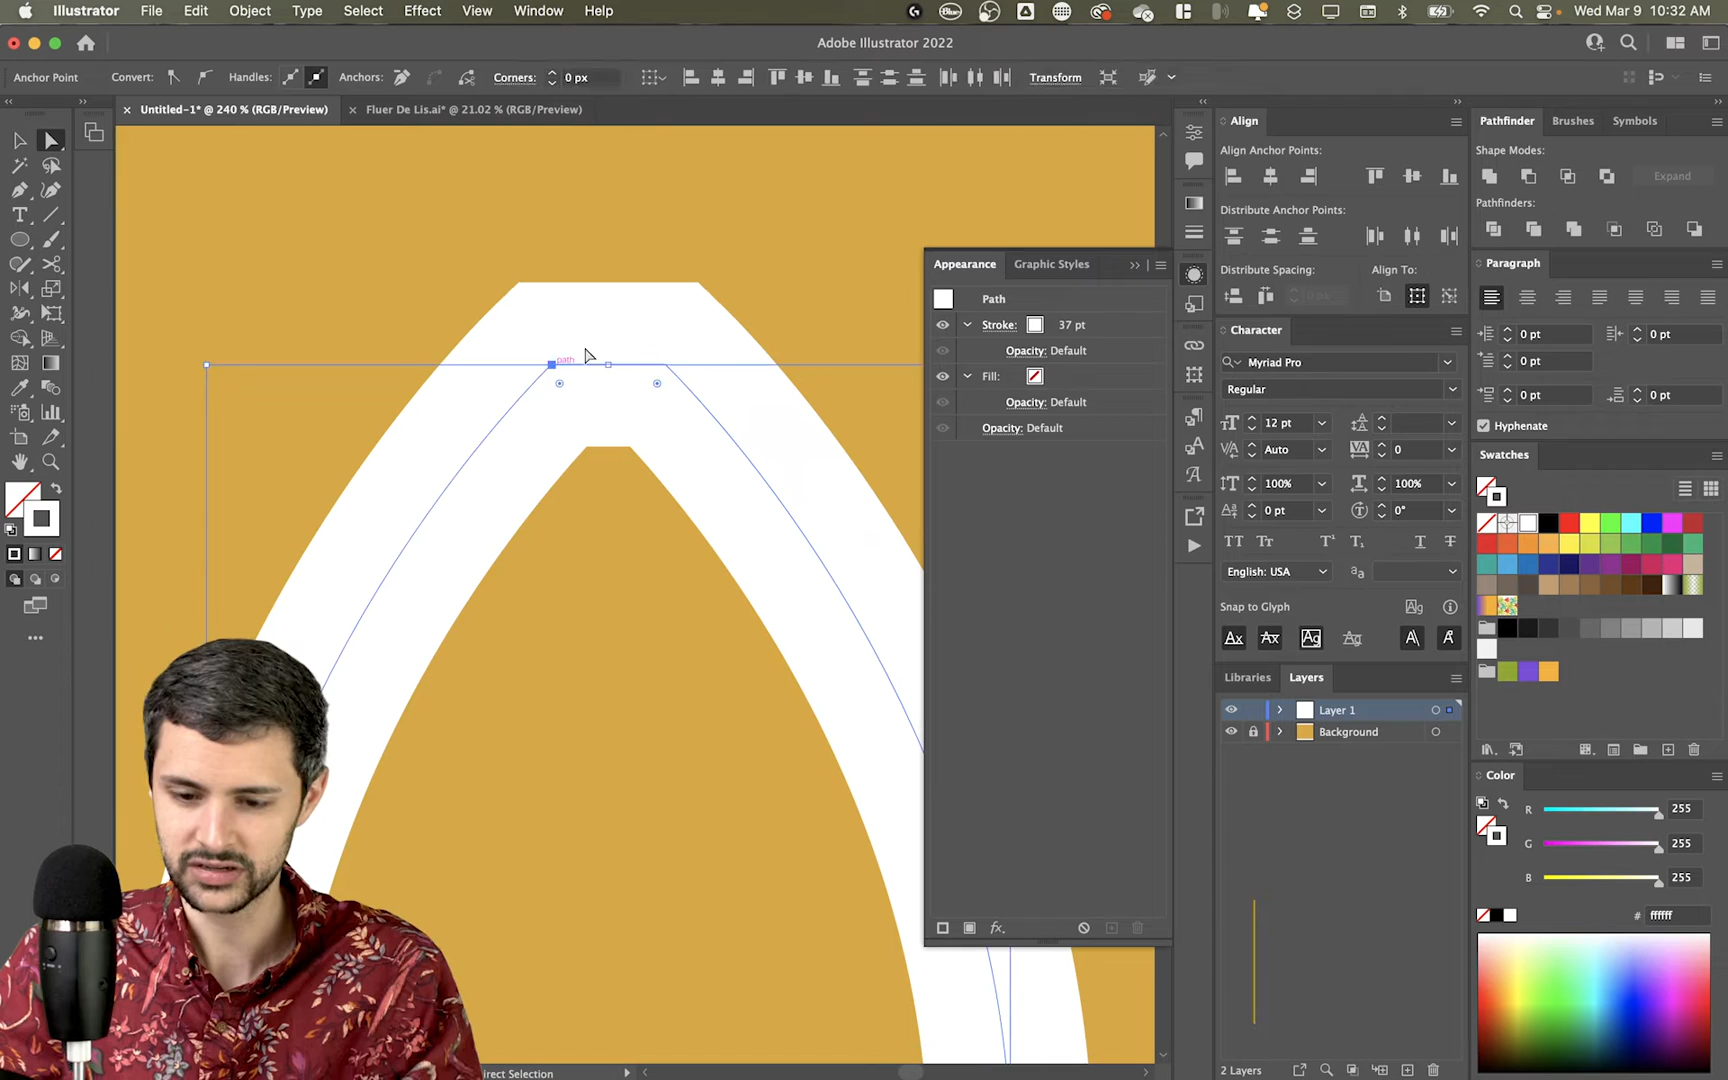 Illustrator File Edit Object Type Select Effect View Window Help
Wed Mar 9 10:32 AM
Adobe Illustrator 2022
Anchor Point Convert: Handles: Anchors: Corners: 0 px Transform
Untitled-1* @ 240 % (RGB/Preview) Fluer De Lis.ai* @ 21.02 % (RGB/Preview)
path
Appearance Graphic Styles
Path
Stroke: 37 pt
Opacity: Default
Fill:
Opacity: Default
Opacity: Default
fx.
Align
Align Anchor Points:
Distribute Anchor Points:
Distribute Spacing: Align To:
0 px
Character
Myriad Pro
Regular
12 pt
Auto 0
100% 100%
0 pt 0°
English: USA
Snap to Glyph
Libraries Layers
Layer 1
Background
2 Layers
Pathfinder Brushes Symbols
Shape Modes:
Expand
Pathfinders:
Paragraph
0 pt 0 pt
0 pt
0 pt 0 pt
Hyphenate
Swatches
Color
R 255
G 255
B 255
# ffffff
irect Selection